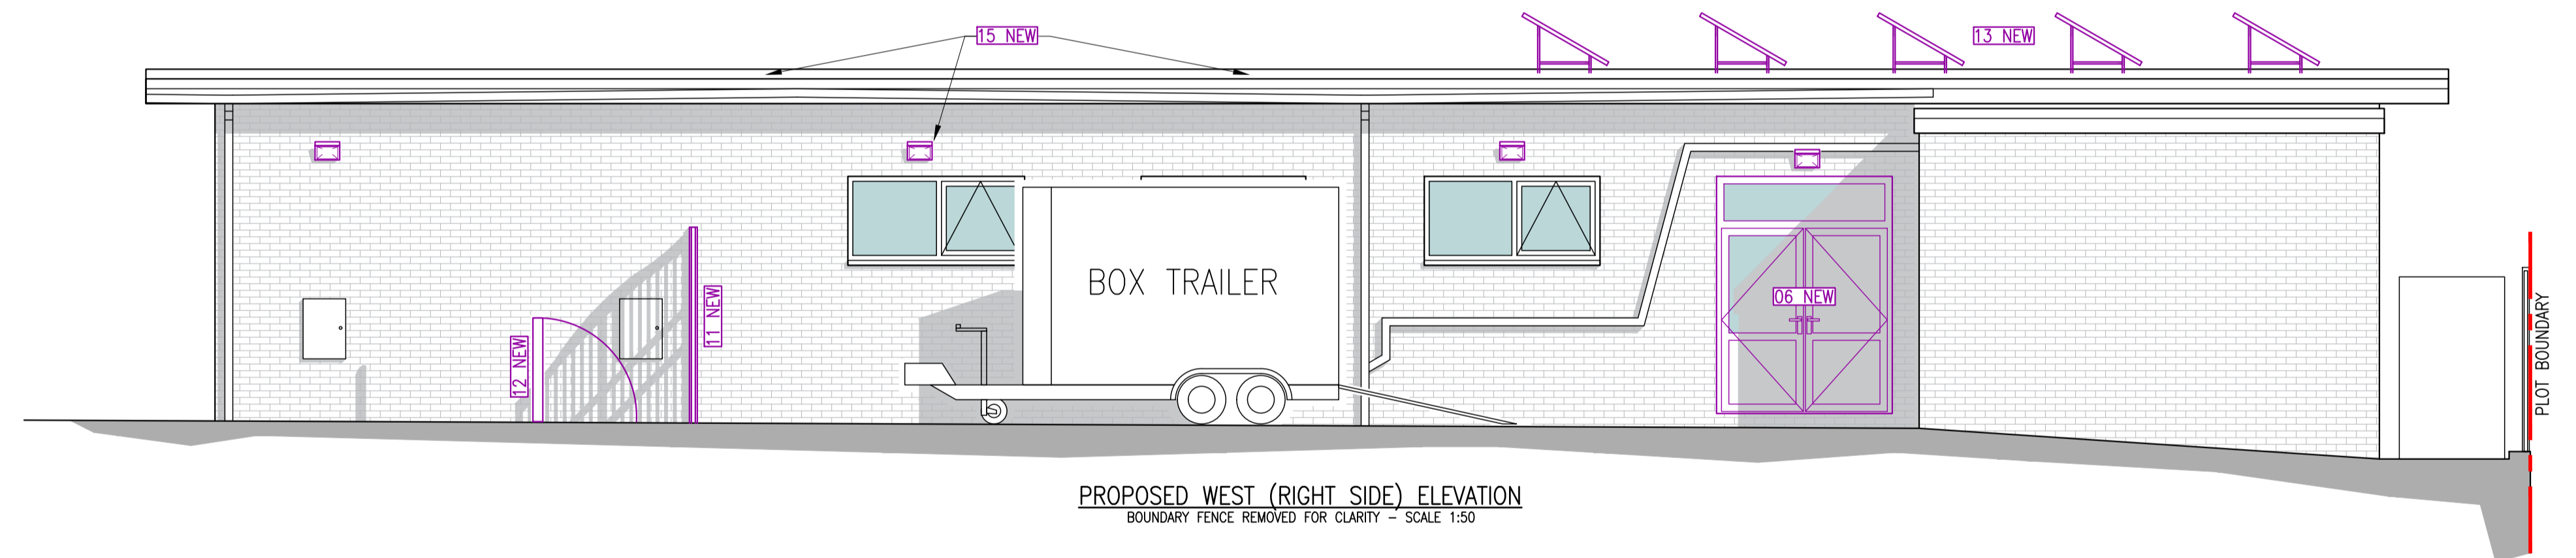 15 NEW
13 NEW
BOX TRAILER
06 NEW
11 NEW
12 NEW
PLOT BOUNDARY
PROPOSED WEST (RIGHT SIDE) ELEVATION
BOUNDARY FENCE REMOVED FOR CLARITY – SCALE 1:50